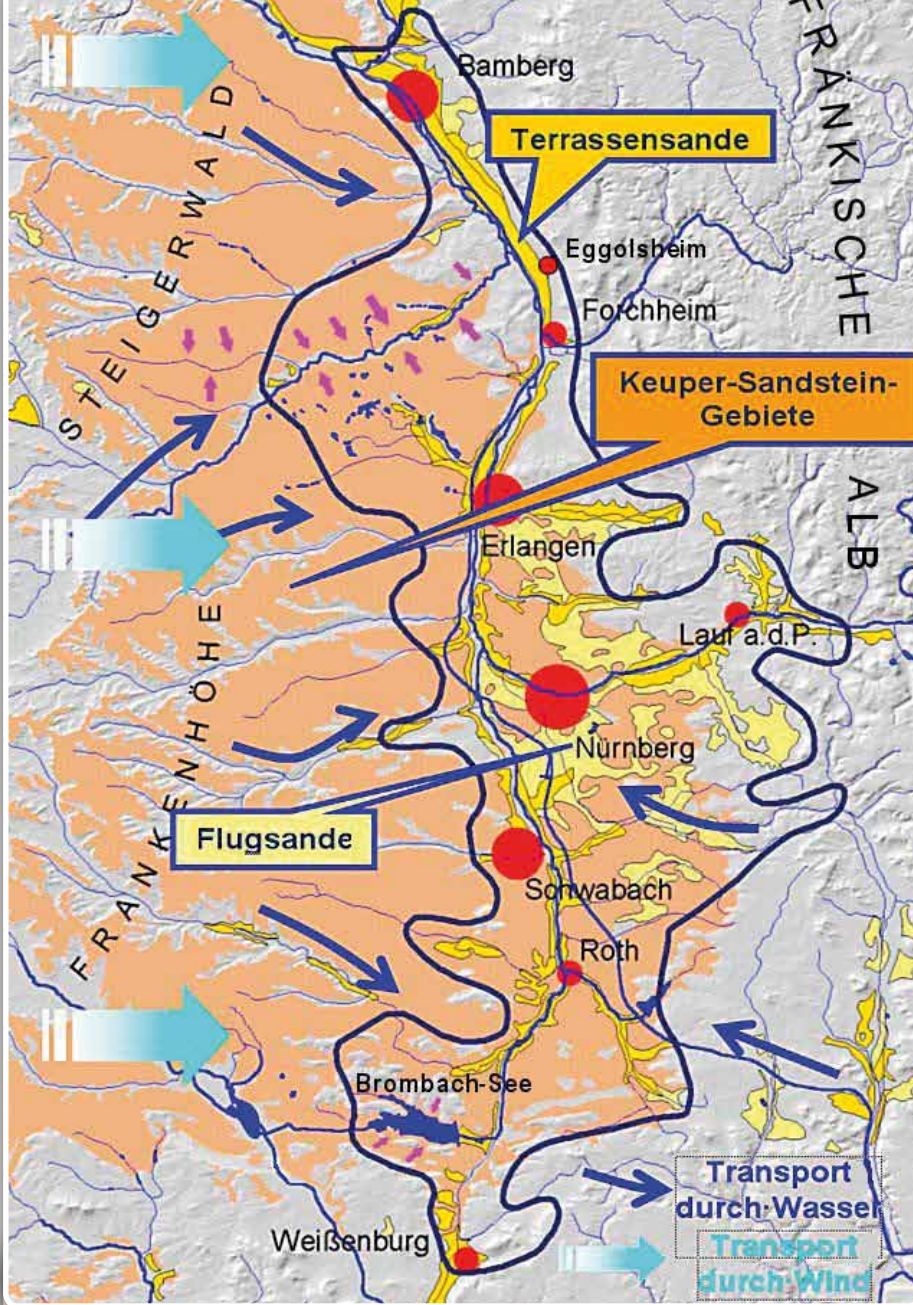 FRÄNKISCHE
ALB
Bamberg
Terrassensande
STEIGERWALD
Eggolsheim
Forchheim
Keuper-Sandstein-
Gebiete
Erlangen
Lauf a.d.P.
FRANKENHÖHE
Nürnberg
Flugsande
Schwabach
Roth
Brombach-See
Transport
durch·Wasser
Weißenburg
Transport
durch·Wind